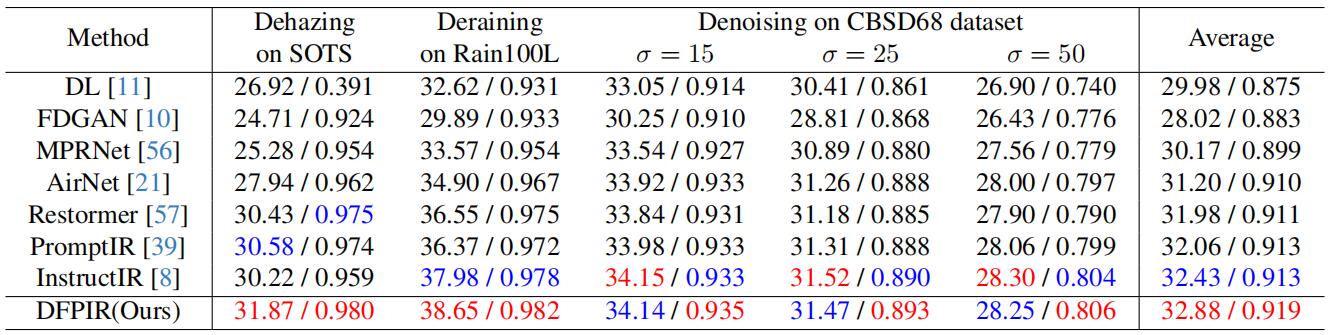 Method Dehazing on SOTS Deraining on Rain100L Denoising on CBSD68 dataset σ = 15 σ = 25 σ = 50 Average
DL [11] 26.92 / 0.391 32.62 / 0.931 33.05 / 0.914 30.41 / 0.861 26.90 / 0.740 29.98 / 0.875
FDGAN [10] 24.71 / 0.924 29.89 / 0.933 30.25 / 0.910 28.81 / 0.868 26.43 / 0.776 28.02 / 0.883
MPRNet [56] 25.28 / 0.954 33.57 / 0.954 33.54 / 0.927 30.89 / 0.880 27.56 / 0.779 30.17 / 0.899
AirNet [21] 27.94 / 0.962 34.90 / 0.967 33.92 / 0.933 31.26 / 0.888 28.00 / 0.797 31.20 / 0.910
Restormer [57] 30.43 / 0.975 36.55 / 0.975 33.84 / 0.931 31.18 / 0.885 27.90 / 0.790 31.98 / 0.911
PromptIR [39] 30.58 / 0.974 36.37 / 0.972 33.98 / 0.933 31.31 / 0.888 28.06 / 0.799 32.06 / 0.913
InstructIR [8] 30.22 / 0.959 37.98 / 0.978 34.15 / 0.933 31.52 / 0.890 28.30 / 0.804 32.43 / 0.913
DFPIR(Ours) 31.87 / 0.980 38.65 / 0.982 34.14 / 0.935 31.47 / 0.893 28.25 / 0.806 32.88 / 0.919